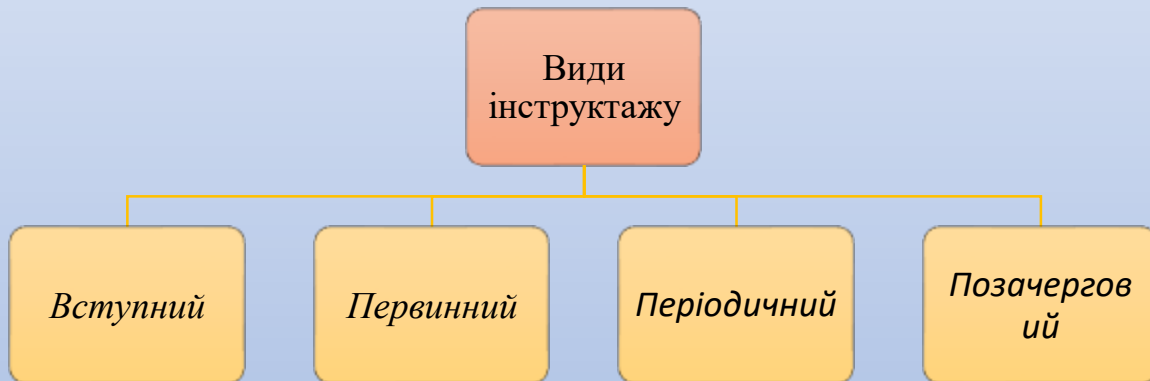 Види
інструктажу
Вступний
Первинний
Періодичний
Позачергов
ий